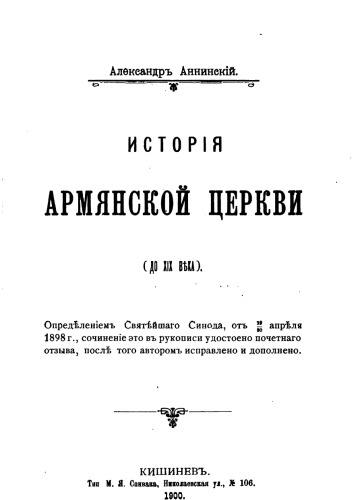 Александръ Аннинскій.
ИСТОРІЯ
АРМЯНСКОЙ ЦЕРКВИ
(ДО XIX ВѢКА).
Опредѣленіемъ Святѣйшаго Синода, отъ апрѣля
1898 г., сочиненіе это въ рукописи удостоено почетнаго
отзыва, послѣ того авторомъ исправлено и дополнено.
КИШИНЕВЪ.
Тип М. Я. Спивака, Николаевская ул., № 106.
1900.